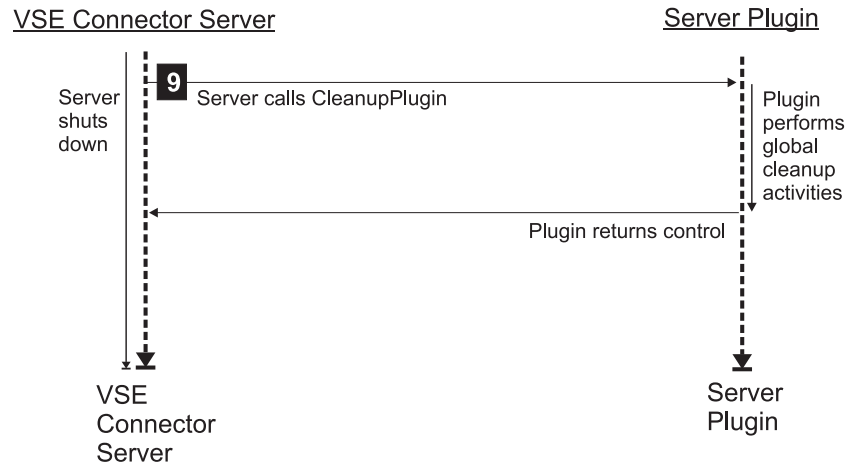 VSE Connector Server
Server Plugin
9
Server calls CleanupPlugin
Server
shuts
down
Plugin
performs
global
cleanup
activities
Plugin returns control
VSE
Connector
Server
Server
Plugin